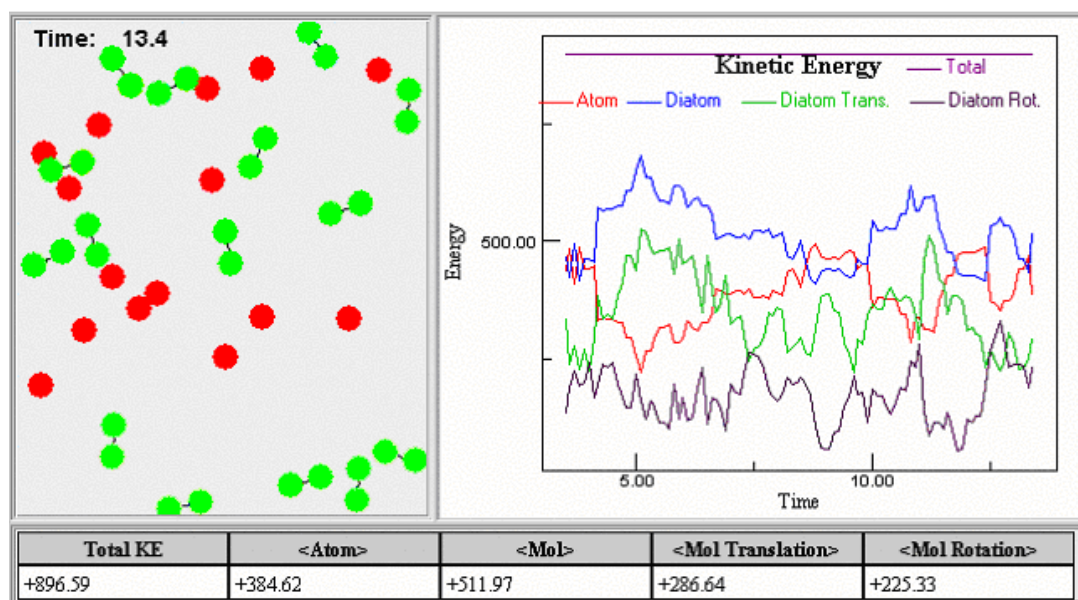 Time: 13.4
Kinetic Energy
Total
Atom Diatom Diatom Trans. Diatom Rot.
Energy
500.00
5.00 10.00
Time
Total KE <Atom> <Mol> <Mol Translation> <Mol Rotation>
+896.59 +384.62 +511.97 +286.64 +225.33